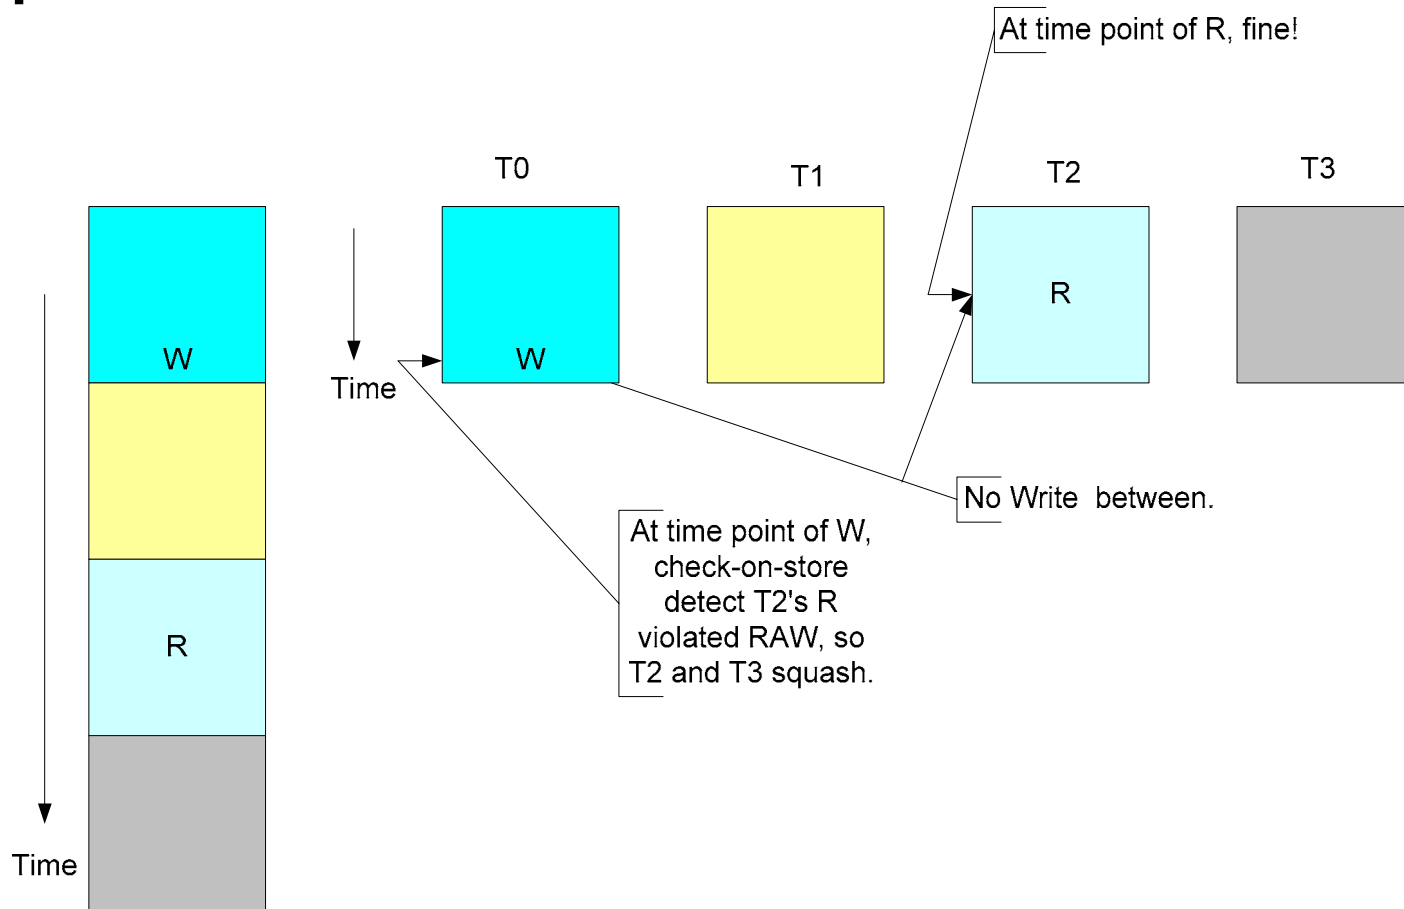 At time point of R, fine!
T0
T1
T2
T3
W
W
R
Time
No Write between.
At time point of W,
check-on-store
detect T2's R
violated RAW, so
T2 and T3 squash.
R
Time